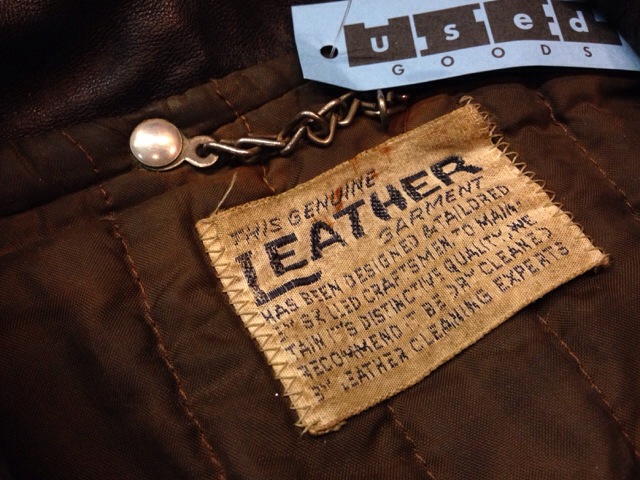 used
GOODS
THIS GENUINE
LEATHER
GARMENT
HAS BEEN DESIGNED & TAILORED
BY SKILLED CRAFTSMEN TO MAIN-
TAIN IT'S DISTINCTIVE QUALITY. WE
RECOMMEND IT BE DRY CLEANED
BY LEATHER CLEANING EXPERTS